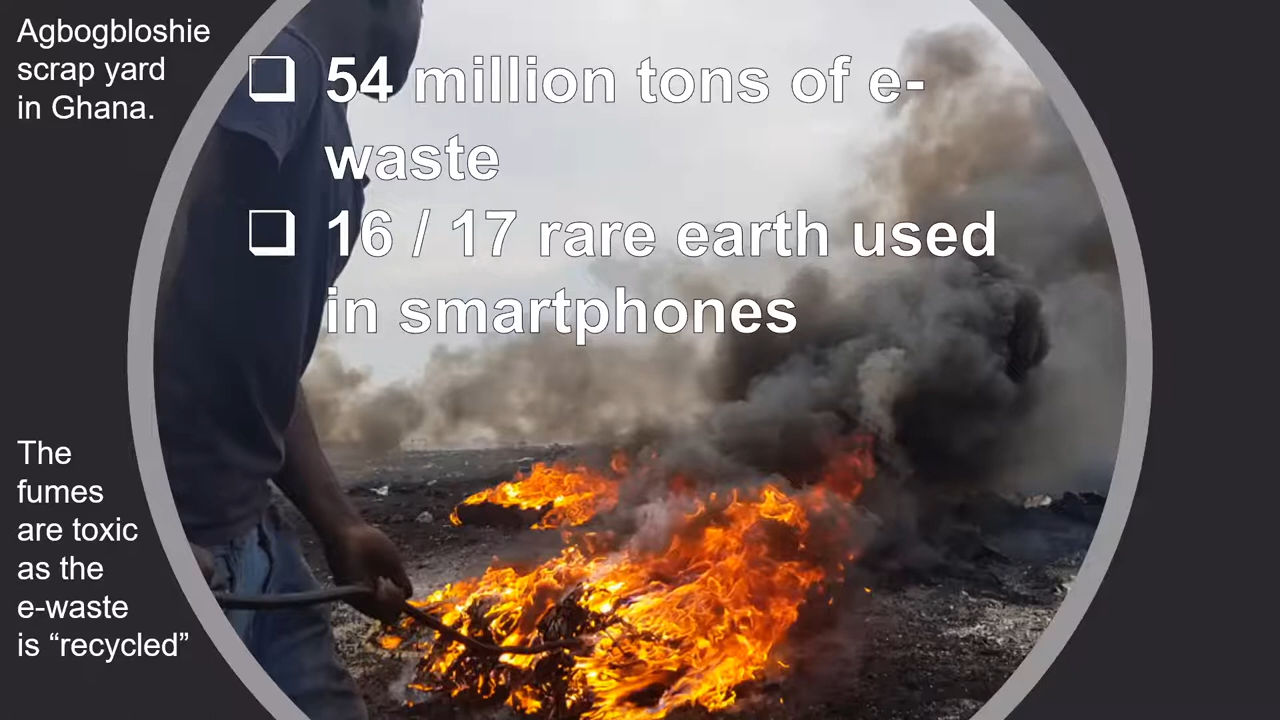 Agbogbloshie
scrap yard
in Ghana.
❑ 54 million tons of e-
waste
❑ 16 / 17 rare earth used
in smartphones
The
fumes
are toxic
as the
e-waste
is “recycled”